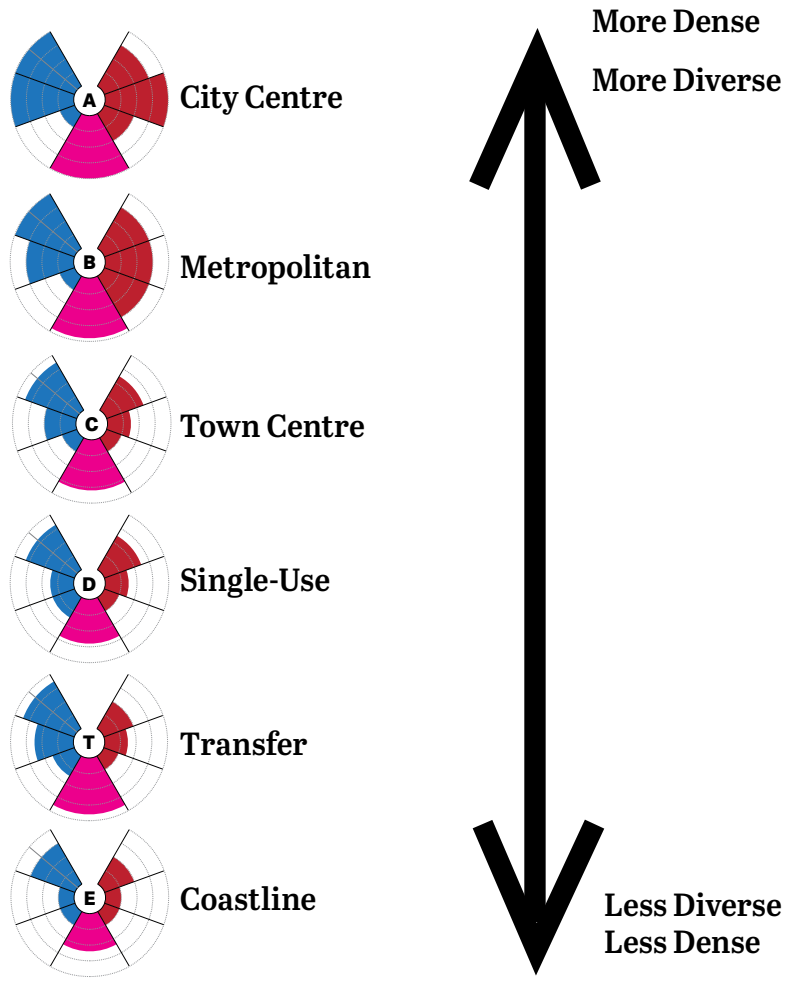 More Dense
More Diverse
A City Centre
B Metropolitan
C Town Centre
D Single-Use
T Transfer
E Coastline
Less Diverse
Less Dense